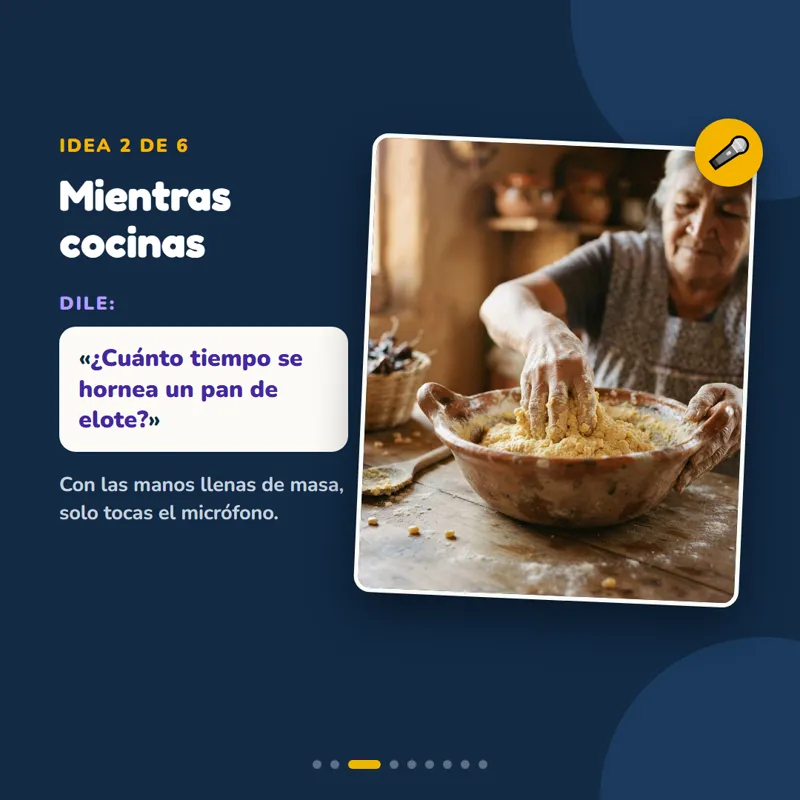 IDEA 2 DE 6
Mientras
cocinas
DILE:
«¿Cuánto tiempo se
hornea un pan de
elote?»
Con las manos llenas de masa,
solo tocas el micrófono.